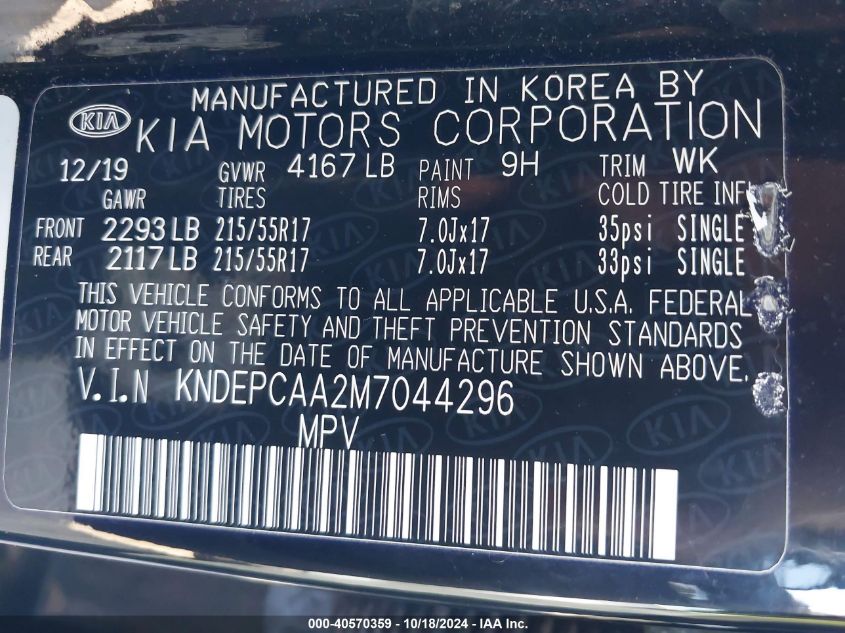 MANUFACTURED IN KOREA BY
KIA KIA MOTORS CORPORATION
12/19 GVWR 4167 LB PAINT 9H TRIM WK
GAWR TIRES RIMS COLD TIRE INFL
FRONT 2293 LB 215/55R17 7.0Jx17 35psi SINGLE
REAR 2117 LB 215/55R17 7.0Jx17 33psi SINGLE
THIS VEHICLE CONFORMS TO ALL APPLICABLE U.S.A. FEDERAL
MOTOR VEHICLE SAFETY AND THEFT PREVENTION STANDARDS
IN EFFECT ON THE DATE OF MANUFACTURE SHOWN ABOVE.
V.I.N KNDEPCAA2M7044296
MPV
000-40570359 | 10/18/2024 - IAA Inc.